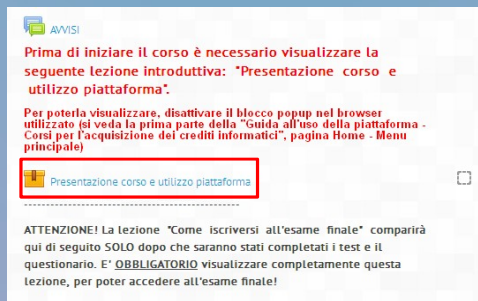 AVVISI
Prima di iniziare il corso è necessario visualizzare la
seguente lezione introduttiva: "Presentazione corso e
utilizzo piattaforma".
Per poterla visualizzare, disattivare il blocco popup nel browser
utilizzato (si veda la prima parte della "Guida all'uso della piattaforma -
Corsi per l'acquisizione dei crediti informatici", pagina Home - Menu
principale)
Presentazione corso e utilizzo piattaforma
----------------------------------------
ATTENZIONE! La lezione "Come iscriversi all'esame finale" comparirà
qui di seguito SOLO dopo che saranno stati completati i test e il
questionario. E' OBBLIGATORIO visualizzare completamente questa
lezione, per poter accedere all'esame finale!